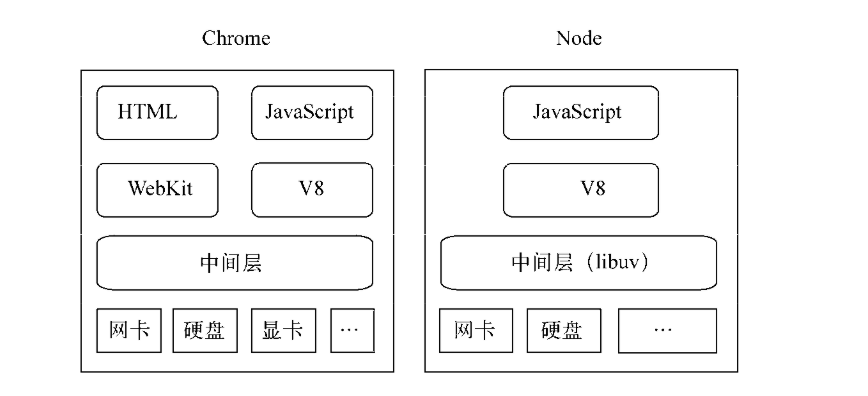 Chrome
Node
HTML
JavaScript
WebKit
V8
中间层
网卡
硬盘
显卡
…
JavaScript
V8
中间层（libuv）
网卡
硬盘
…